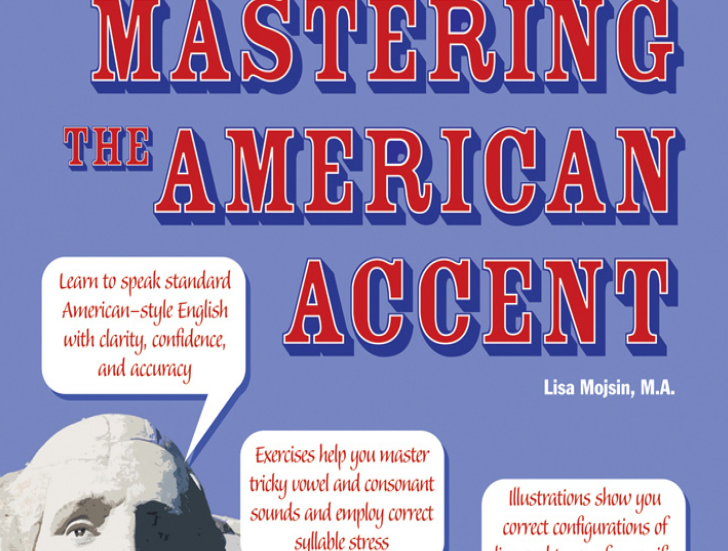 MASTERING
THE AMERICAN
ACCENT
Lisa Mojsin, M.A.
Learn to speak standard
American–style English
with clarity, confidence,
and accuracy
Exercises help you master
tricky vowel and consonant
sounds and employ correct
syllable stress
Illustrations show you
correct configurations of